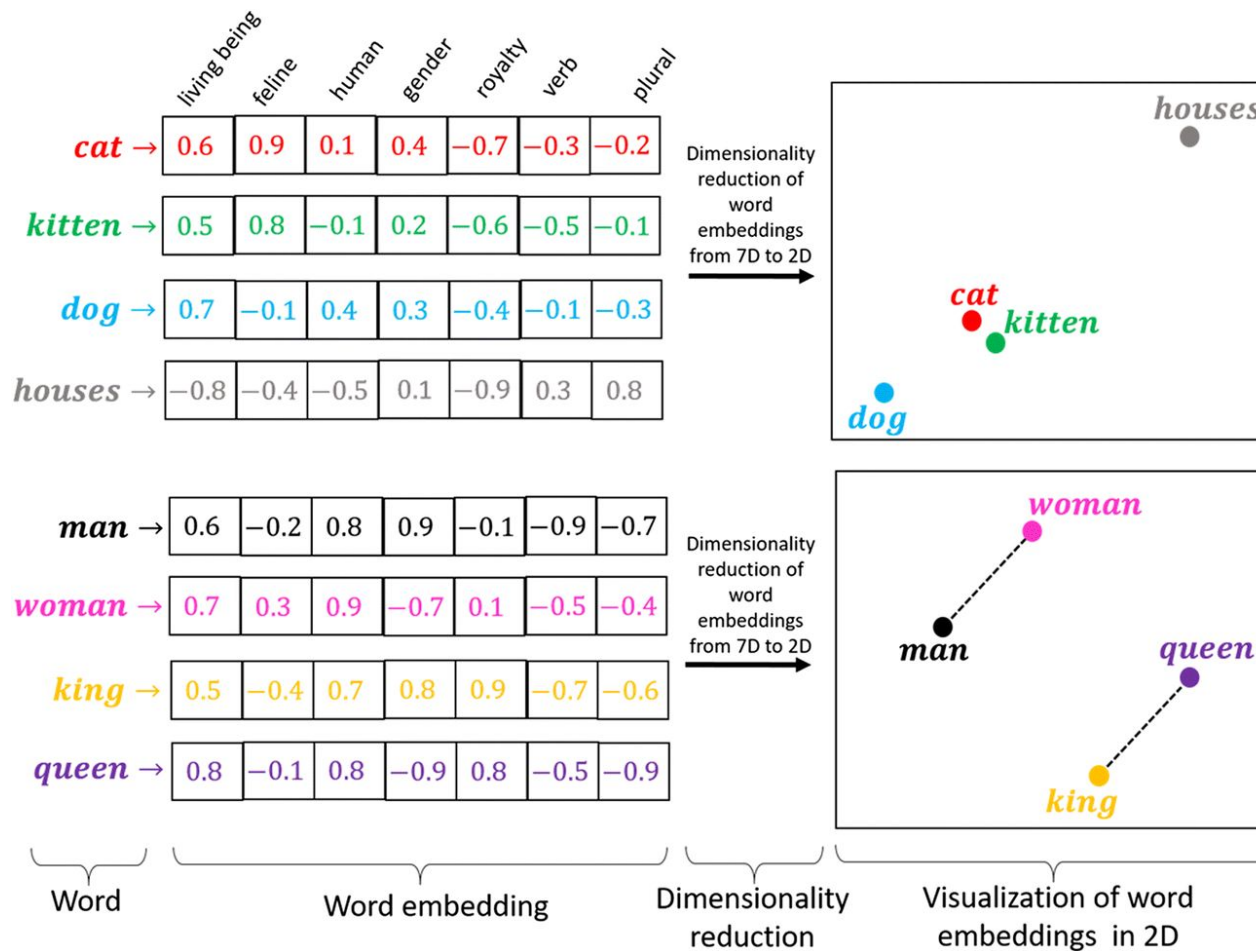 living being feline human gender royalty verb plural
cat → 0.6 0.9 0.1 0.4 −0.7 −0.3 −0.2
kitten → 0.5 0.8 −0.1 0.2 −0.6 −0.5 −0.1
dog → 0.7 −0.1 0.4 0.3 −0.4 −0.1 −0.3
houses → −0.8 −0.4 −0.5 0.1 −0.9 0.3 0.8
Dimensionality
reduction of
word
embeddings
from 7D to 2D
houses
cat
kitten
dog
man → 0.6 −0.2 0.8 0.9 −0.1 −0.9 −0.7
woman → 0.7 0.3 0.9 −0.7 0.1 −0.5 −0.4
king → 0.5 −0.4 0.7 0.8 0.9 −0.7 −0.6
queen → 0.8 −0.1 0.8 −0.9 0.8 −0.5 −0.9
Dimensionality
reduction of
word
embeddings
from 7D to 2D
woman
man
queen
king
Word
Word embedding
Dimensionality
reduction
Visualization of word
embeddings in 2D